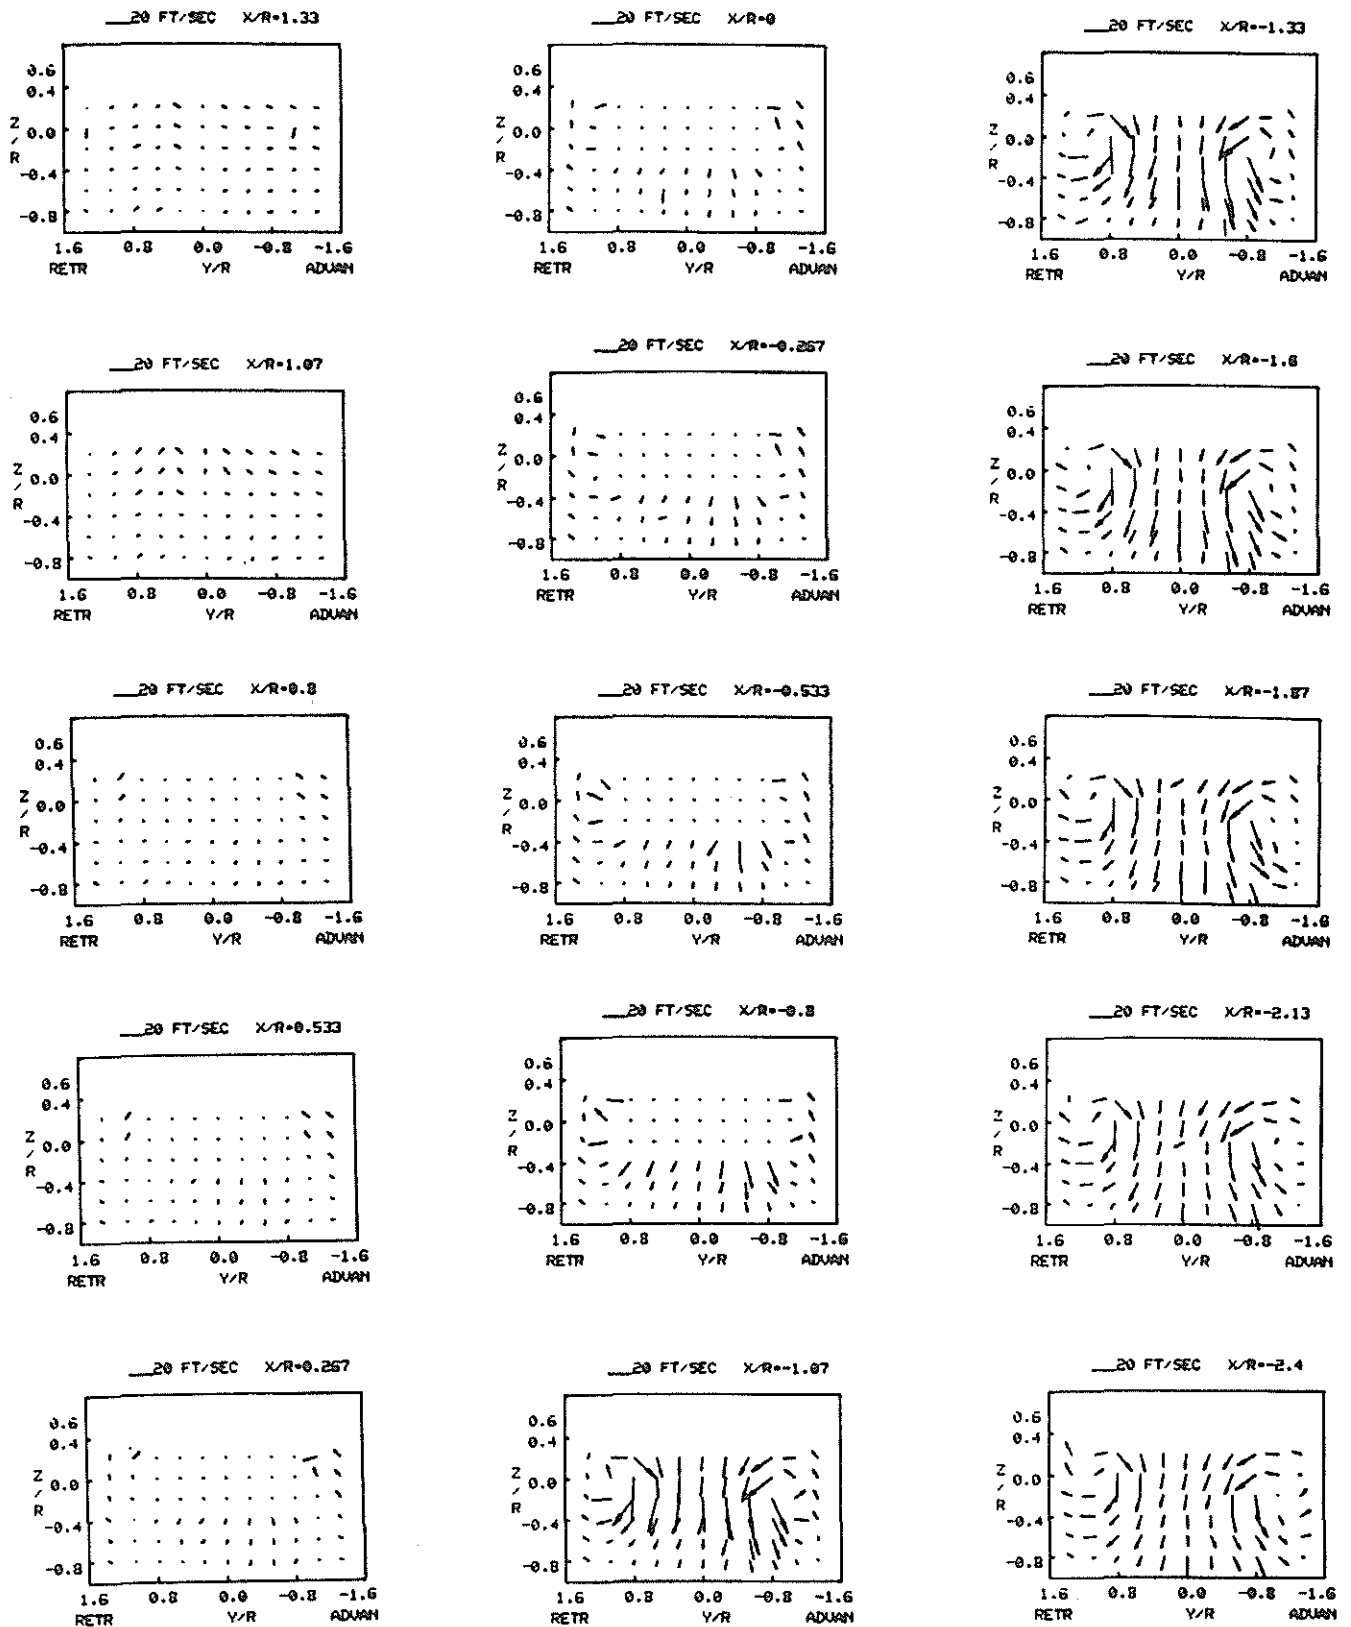 20 FT/SEC X/R=1.33
0.6
0.4
Z/R 0.0
-0.4
-0.8
1.6 0.8 0.0 -0.8 -1.6
RETR Y/R ADVAN
20 FT/SEC X/R=1.07
0.6
0.4
Z/R 0.0
-0.4
-0.8
1.6 0.8 0.0 -0.8 -1.6
RETR Y/R ADVAN
20 FT/SEC X/R=0.8
0.6
0.4
Z/R 0.0
-0.4
-0.8
1.6 0.8 0.0 -0.8 -1.6
RETR Y/R ADVAN
20 FT/SEC X/R=0.533
0.6
0.4
Z/R 0.0
-0.4
-0.8
1.6 0.8 0.0 -0.8 -1.6
RETR Y/R ADVAN
20 FT/SEC X/R=0.267
0.6
0.4
Z/R 0.0
-0.4
-0.8
1.6 0.8 0.0 -0.8 -1.6
RETR Y/R ADVAN
20 FT/SEC X/R=0
0.6
0.4
Z/R 0.0
-0.4
-0.8
1.6 0.8 0.0 -0.8 -1.6
RETR Y/R ADVAN
20 FT/SEC X/R=-0.267
0.6
0.4
Z/R 0.0
-0.4
-0.8
1.6 0.8 0.0 -0.8 -1.6
RETR Y/R ADVAN
20 FT/SEC X/R=-0.533
0.6
0.4
Z/R 0.0
-0.4
-0.8
1.6 0.8 0.0 -0.8 -1.6
RETR Y/R ADVAN
20 FT/SEC X/R=-0.8
0.6
0.4
Z/R 0.0
-0.4
-0.8
1.6 0.8 0.0 -0.8 -1.6
RETR Y/R ADVAN
20 FT/SEC X/R=-1.07
0.6
0.4
Z/R 0.0
-0.4
-0.8
1.6 0.8 0.0 -0.8 -1.6
RETR Y/R ADVAN
20 FT/SEC X/R=-1.33
0.6
0.4
Z/R 0.0
-0.4
-0.8
1.6 0.8 0.0 -0.8 -1.6
RETR Y/R ADVAN
20 FT/SEC X/R=-1.6
0.6
0.4
Z/R 0.0
-0.4
-0.8
1.6 0.8 0.0 -0.8 -1.6
RETR Y/R ADVAN
20 FT/SEC X/R=-1.87
0.6
0.4
Z/R 0.0
-0.4
-0.8
1.6 0.8 0.0 -0.8 -1.6
RETR Y/R ADVAN
20 FT/SEC X/R=-2.13
0.6
0.4
Z/R 0.0
-0.4
-0.8
1.6 0.8 0.0 -0.8 -1.6
RETR Y/R ADVAN
20 FT/SEC X/R=-2.4
0.6
0.4
Z/R 0.0
-0.4
-0.8
1.6 0.8 0.0 -0.8 -1.6
RETR Y/R ADVAN